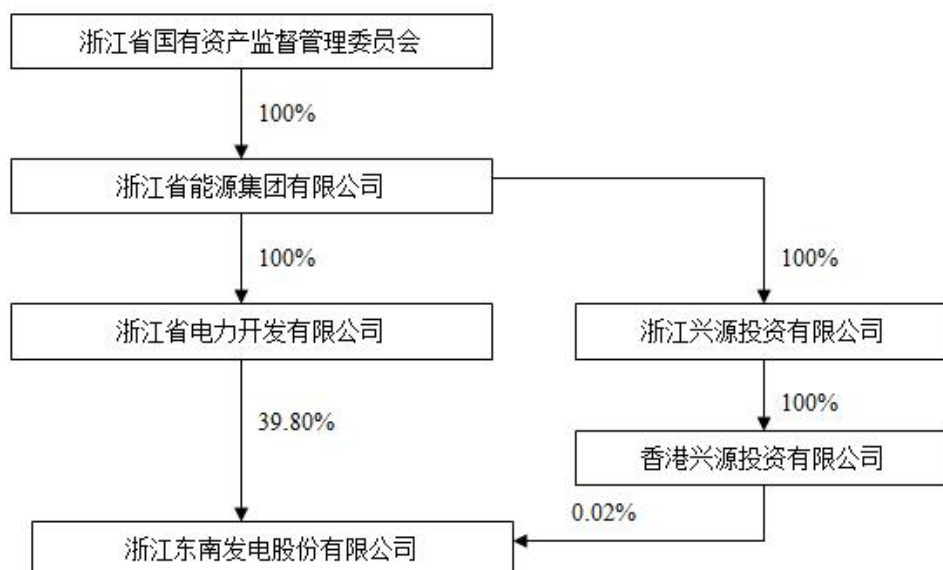 浙江省国有资产监督管理委员会
100%
浙江省能源集团有限公司
100%
100%
浙江省电力开发有限公司
浙江兴源投资有限公司
100%
39.80%
香港兴源投资有限公司
0.02%
浙江东南发电股份有限公司